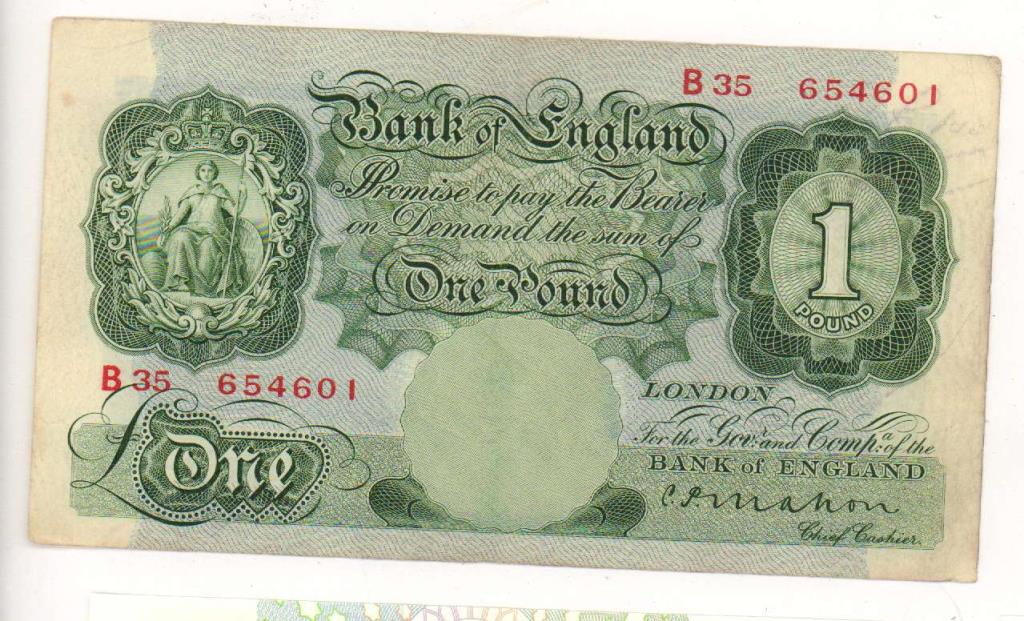 B35 654601
Bank of England
Promise to pay the Bearer
on Demand the sum of
One Pound
1
POUND
B35 654601
£One
LONDON
For the Govr. and Compa. of the
BANK of ENGLAND
C.P. Mahon
Chief Cashier.